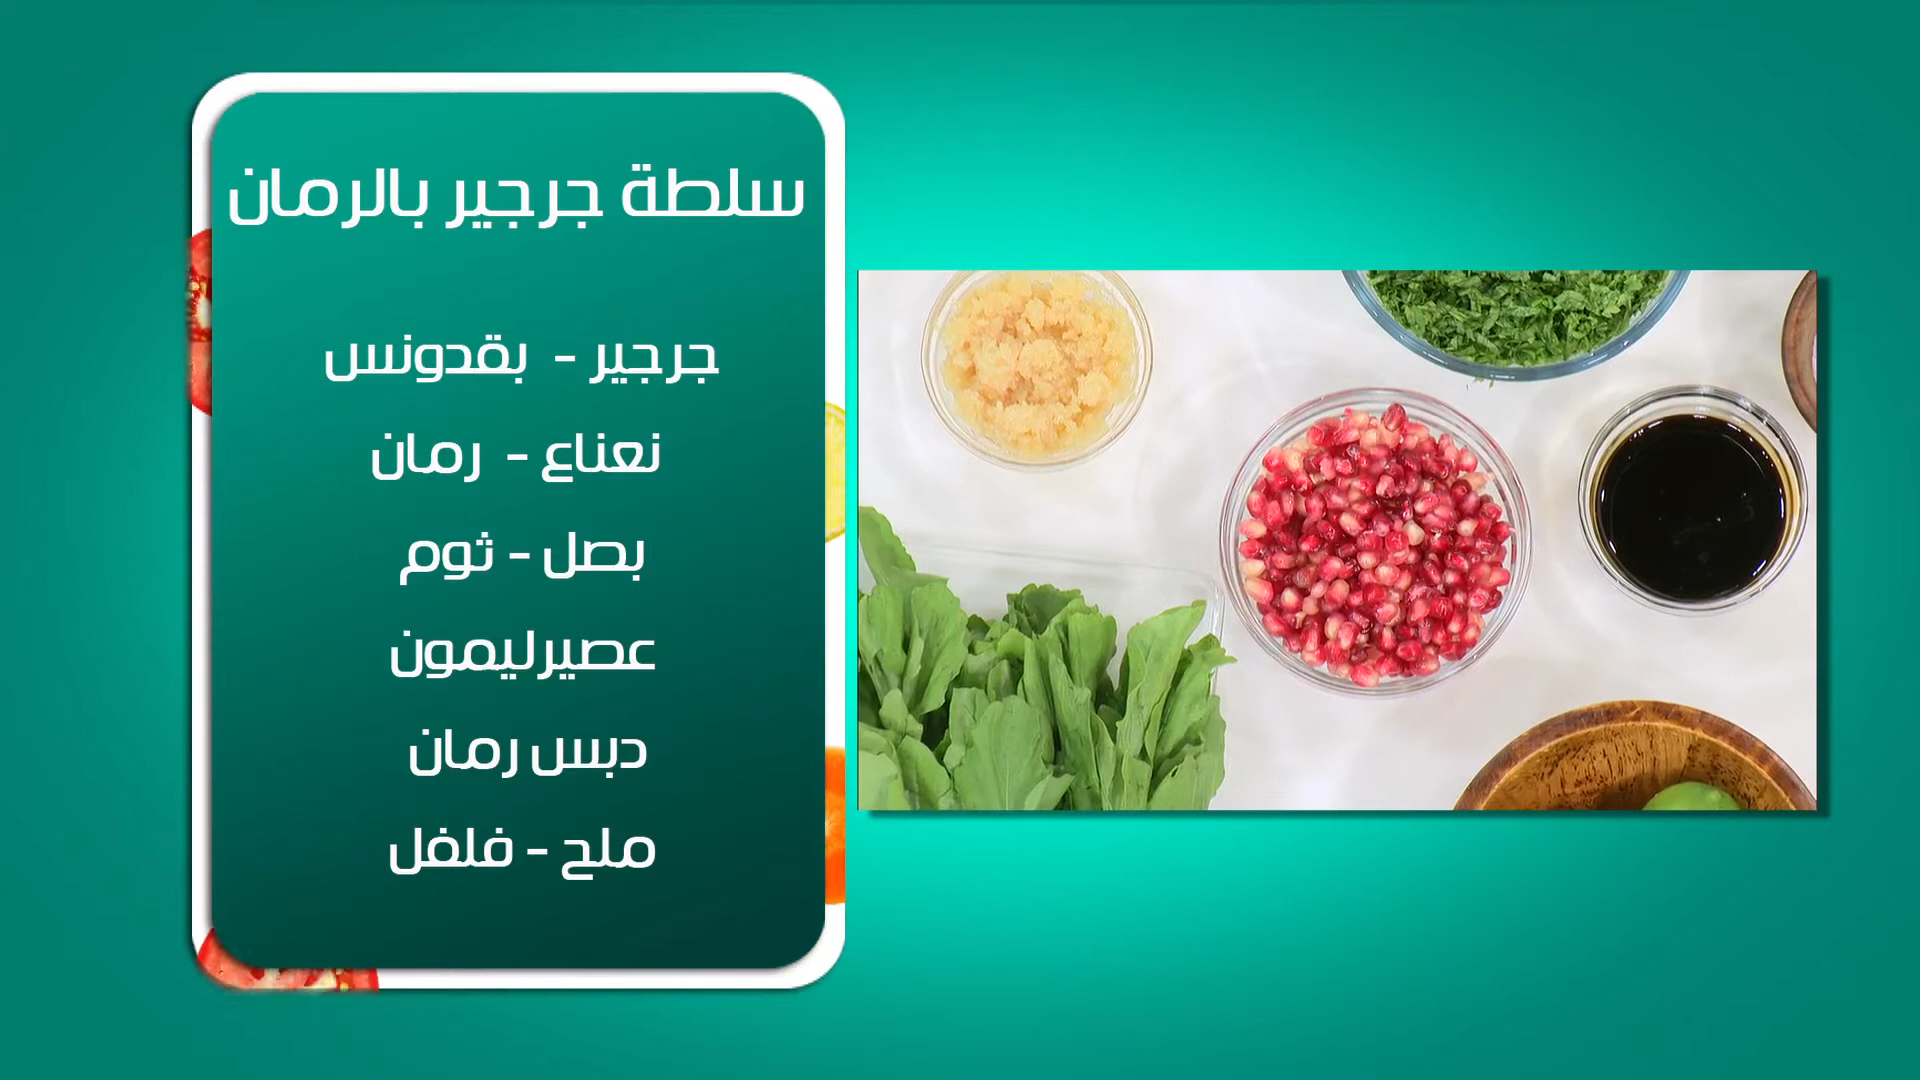 سلطة جرجير بالرمان
جرجير - بقدونس
نعناع - رمان
بصل - ثوم
عصيرليمون
دبس رمان
ملح - فلفل